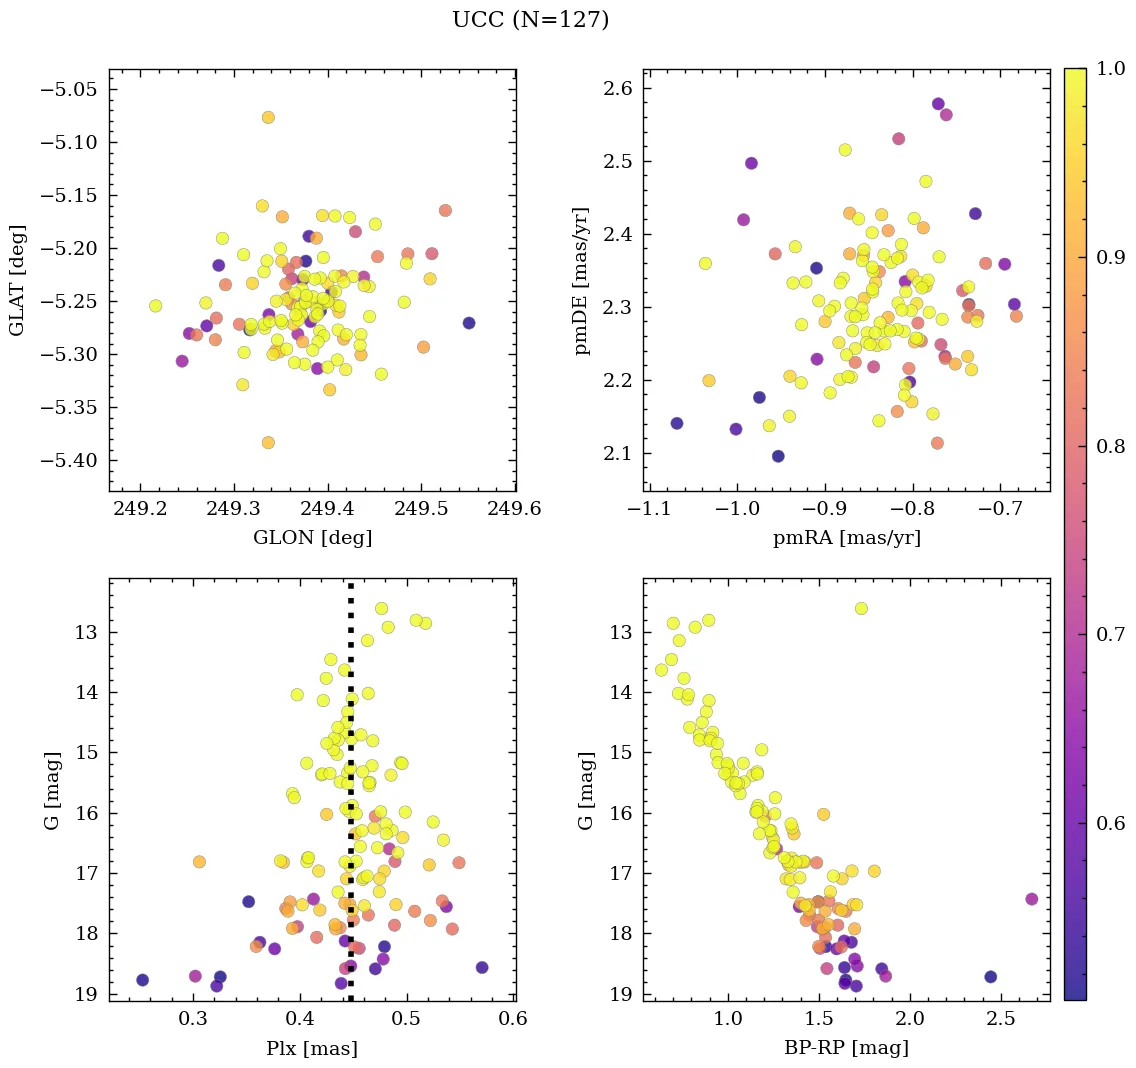 UCC (N=127)
−5.05
−5.10
−5.15
−5.20
−5.25
−5.30
−5.35
−5.40
GLAT [deg]
249.2 249.3 249.4 249.5 249.6
GLON [deg]
2.6
2.5
2.4
2.3
2.2
2.1
pmDE [mas/yr]
−1.1 −1.0 −0.9 −0.8 −0.7
pmRA [mas/yr]
13
14
15
16
17
18
19
G [mag]
0.3 0.4 0.5 0.6
Plx [mas]
13
14
15
16
17
18
19
G [mag]
1.0 1.5 2.0 2.5
BP-RP [mag]
1.0
0.9
0.8
0.7
0.6